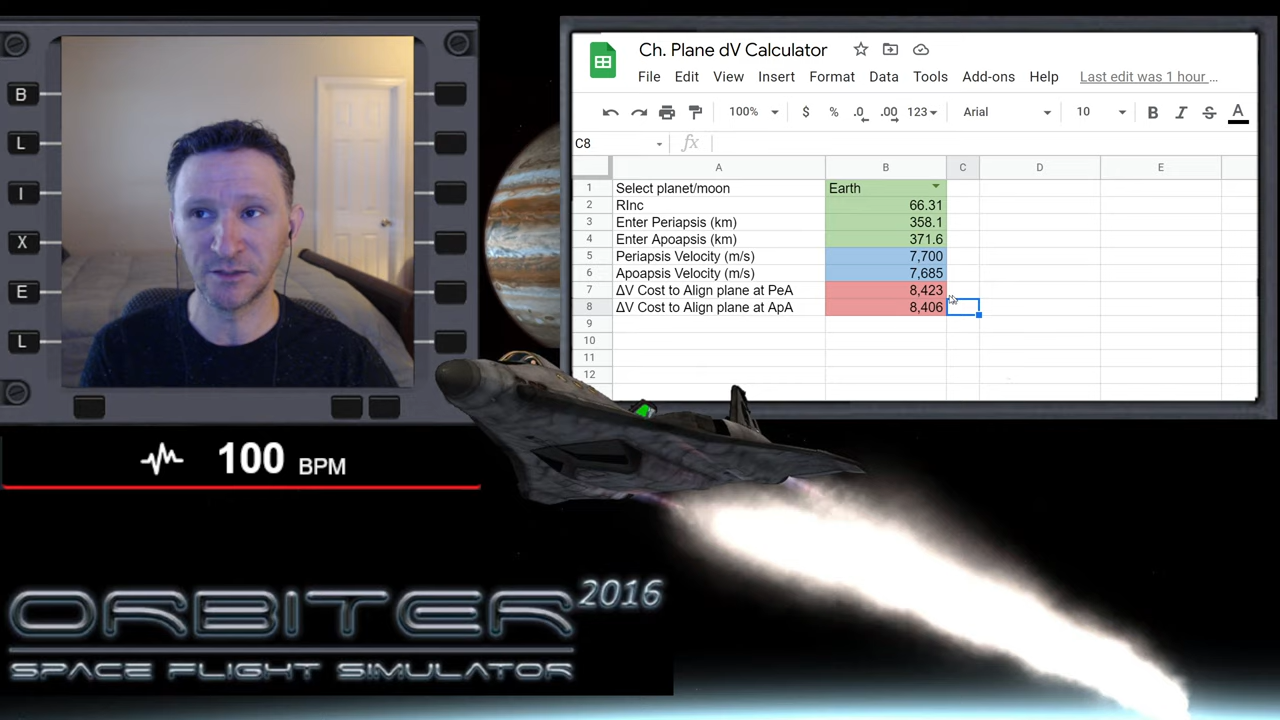 B
L
I
X
E
L
100 BPM
ORBITER 2016
SPACE FLIGHT SIMULATOR
Ch. Plane dV Calculator
File Edit View Insert Format Data Tools Add-ons Help Last edit was 1 hour ...
100% $ % .0 .00 123 Arial 10 B I S A
C8 fx
A B C D E
1 Select planet/moon Earth
2 RInc 66.31
3 Enter Periapsis (km) 358.1
4 Enter Apoapsis (km) 371.6
5 Periapsis Velocity (m/s) 7,700
6 Apoapsis Velocity (m/s) 7,685
7 ΔV Cost to Align plane at PeA 8,423
8 ΔV Cost to Align plane at ApA 8,406
9
10
11
12